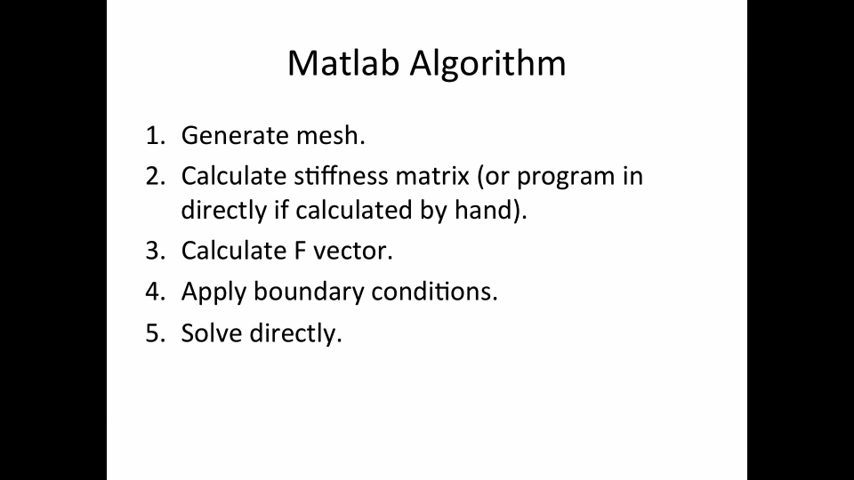 Matlab Algorithm
1. Generate mesh.
2. Calculate stiffness matrix (or program in
directly if calculated by hand).
3. Calculate F vector.
4. Apply boundary conditions.
5. Solve directly.